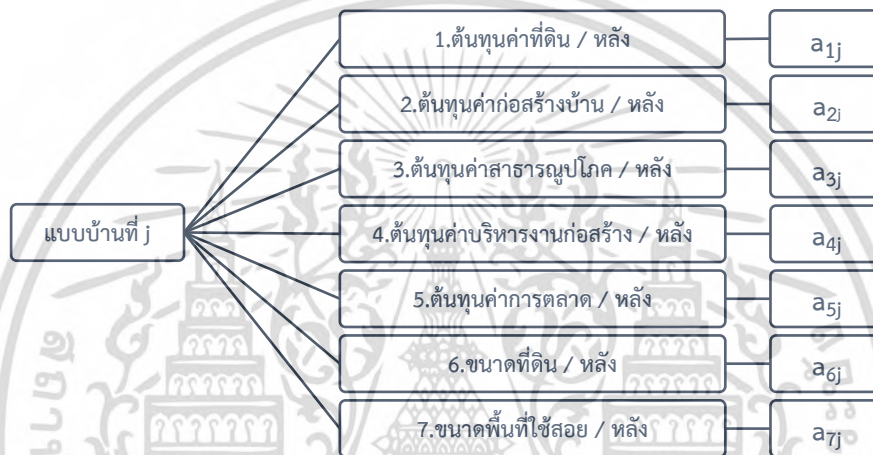 1.ต้นทุนค่าที่ดิน / หลัง a1j
2.ต้นทุนค่าก่อสร้างบ้าน / หลัง a2j
3.ต้นทุนค่าสาธารณูปโภค / หลัง a3j
แบบบ้านที่ j 4.ต้นทุนค่าบริหารงานก่อสร้าง / หลัง a4j
5.ต้นทุนค่าการตลาด / หลัง a5j
6.ขนาดที่ดิน / หลัง a6j
7.ขนาดพื้นที่ใช้สอย / หลัง a7j